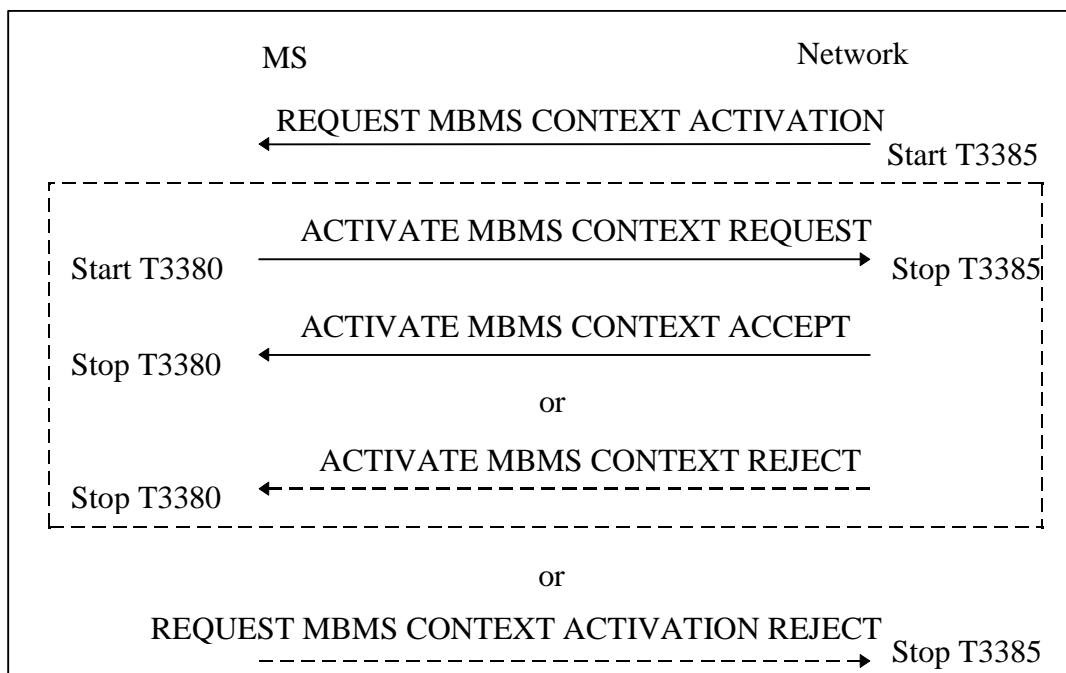 MS Network
REQUEST MBMS CONTEXT ACTIVATION
Start T3385
ACTIVATE MBMS CONTEXT REQUEST
Start T3380 Stop T3385
ACTIVATE MBMS CONTEXT ACCEPT
Stop T3380
or
ACTIVATE MBMS CONTEXT REJECT
Stop T3380
or
REQUEST MBMS CONTEXT ACTIVATION REJECT
Stop T3385